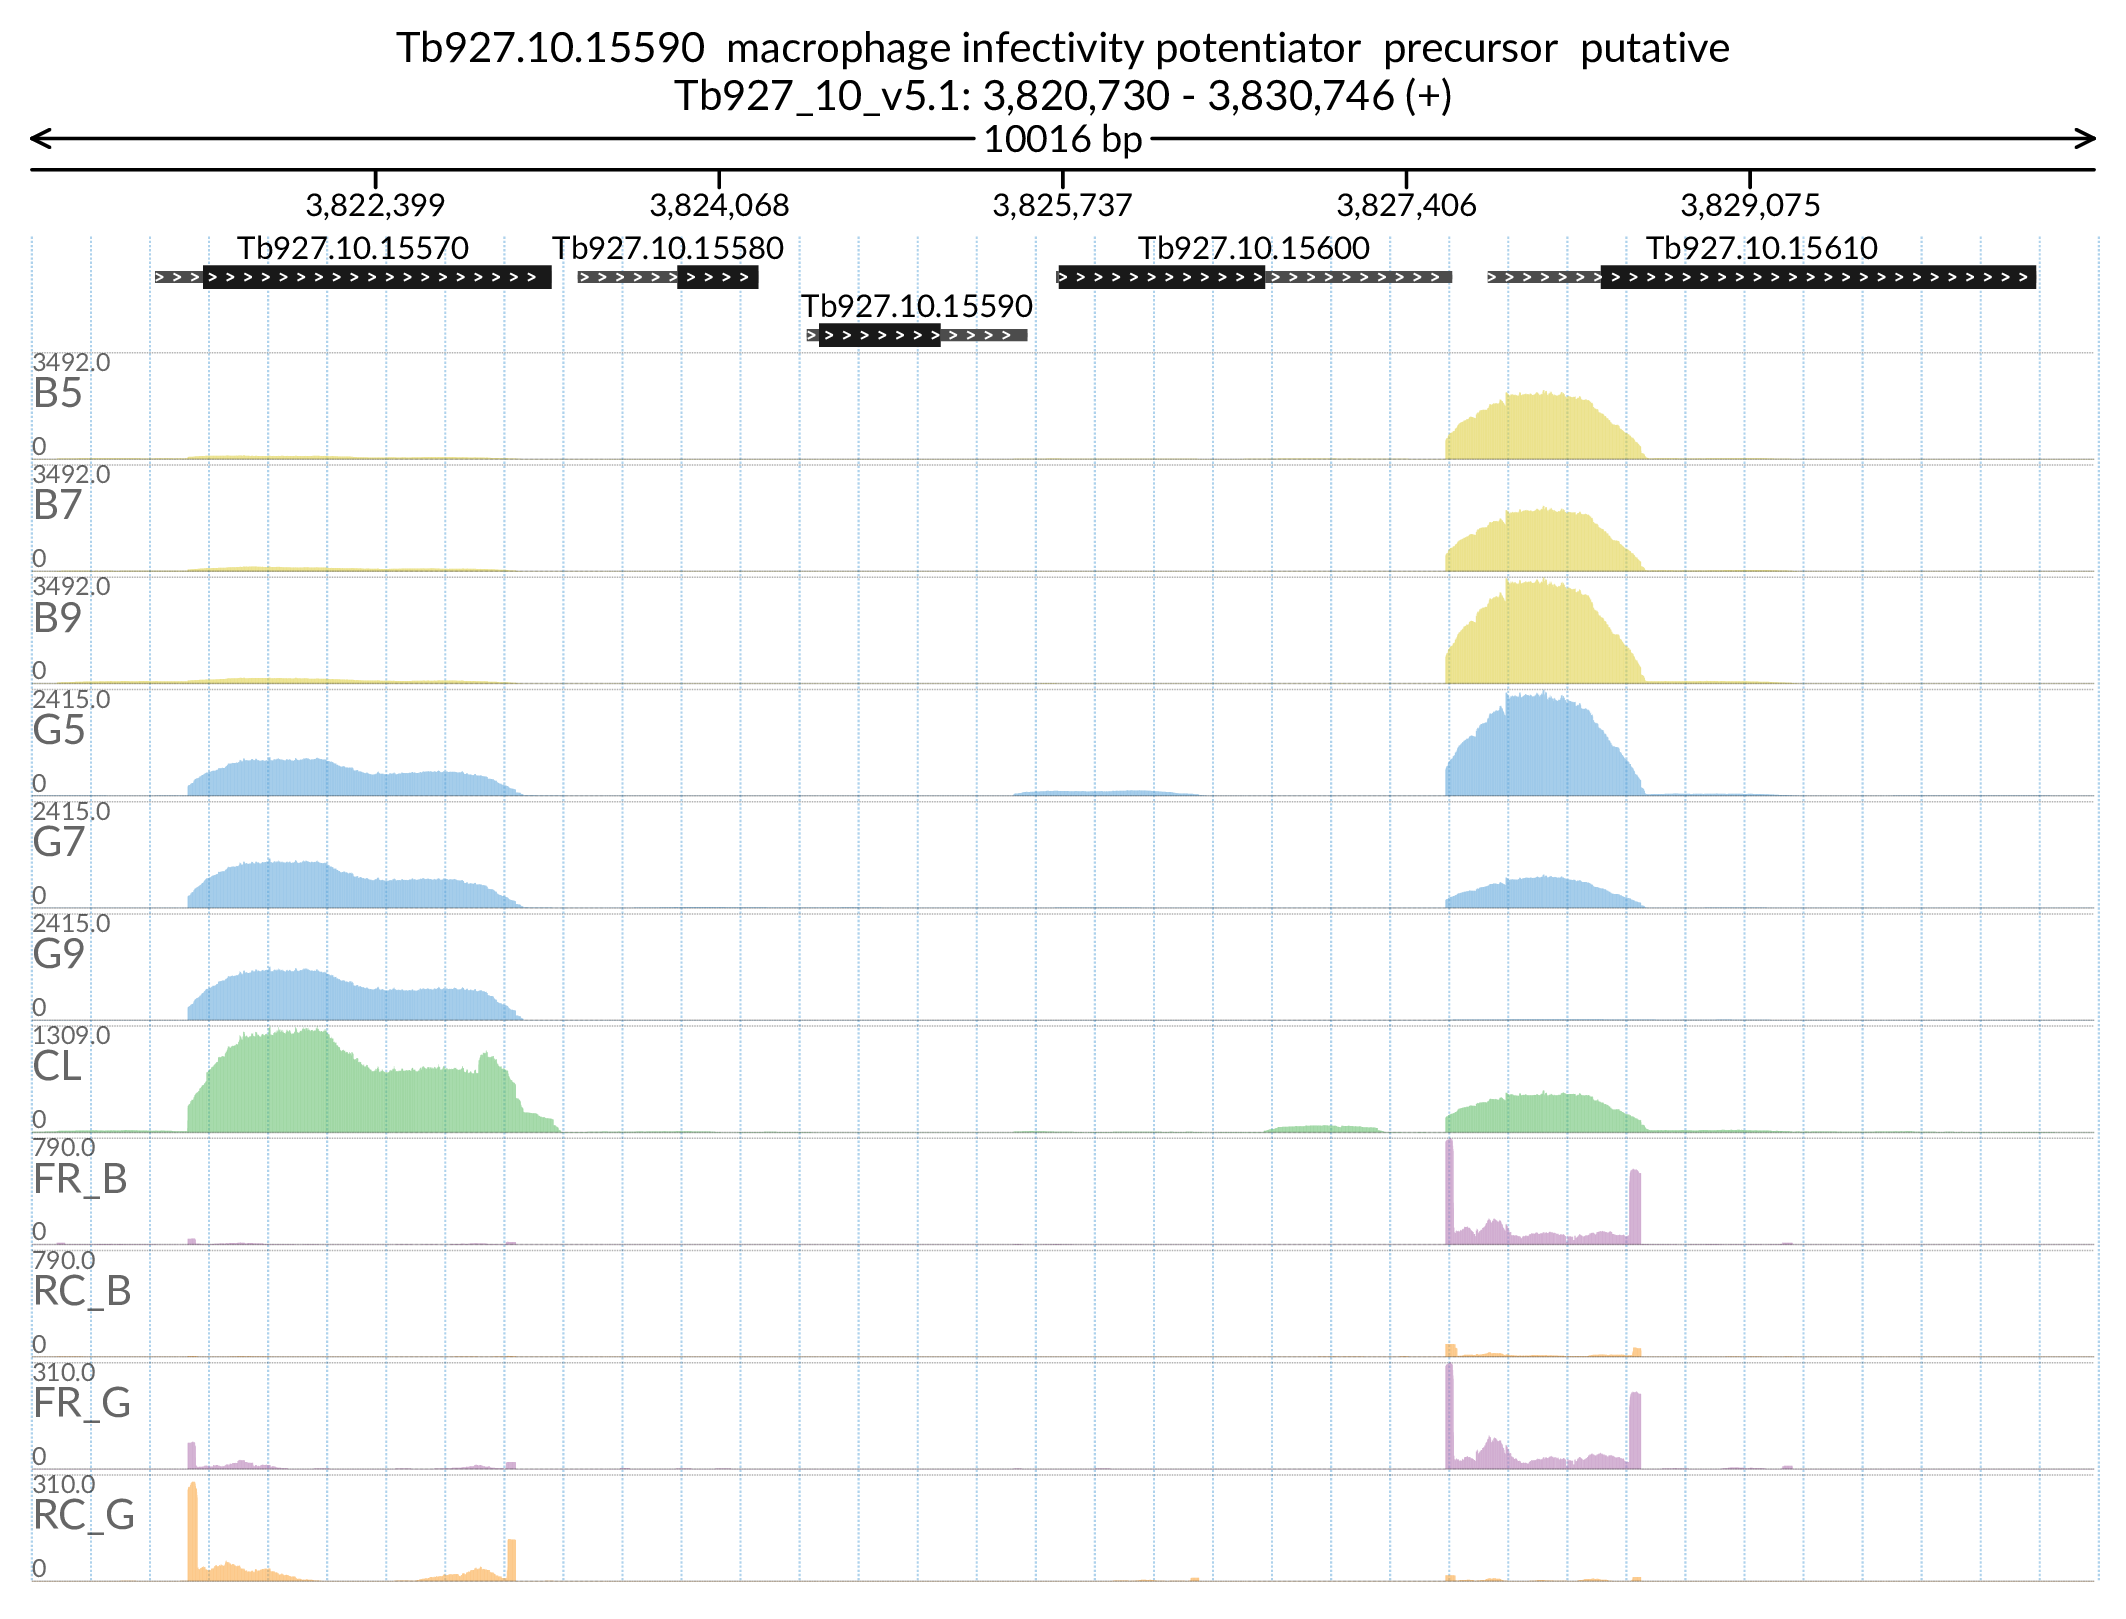 Tb927.10.15590 macrophage infectivity potentiator precursor putative
Tb927_10_v5.1: 3,820,730 - 3,830,746 (+)
10016 bp
3,822,399 3,824,068 3,825,737 3,827,406 3,829,075
Tb927.10.15570 Tb927.10.15580 Tb927.10.15600 Tb927.10.15610
Tb927.10.15590
3492.0
B5
0
3492.0
B7
0
3492.0
B9
0
2415.0
G5
0
2415.0
G7
0
2415.0
G9
0
1309.0
CL
0
790.0
FR_B
0
790.0
RC_B
0
310.0
FR_G
0
310.0
RC_G
0